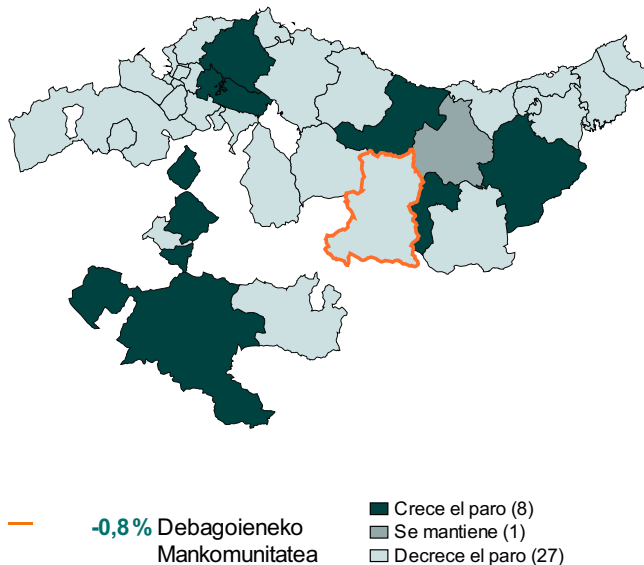 -0,8 % Debagoieneko
Mankomunitatea
Crece el paro (8)
Se mantiene (1)
Decrece el paro (27)